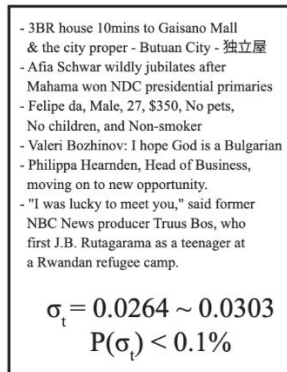 - 3BR house 10mins to Gaisano Mall
& the city proper - Butuan City - 独立屋
- Afia Schwar wildly jubilates after
Mahama won NDC presidential primaries
- Felipe da, Male, 27, $350, No pets,
No children, and Non-smoker
- Valeri Bozhinov: I hope God is a Bulgarian
- Philippa Hearnden, Head of Business,
moving on to new opportunity.
- "I was lucky to meet you," said former
NBC News producer Truus Bos, who
first J.B. Rutagarama as a teenager at
a Rwandan refugee camp.
σt = 0.0264 ~ 0.0303
P(σt) < 0.1%